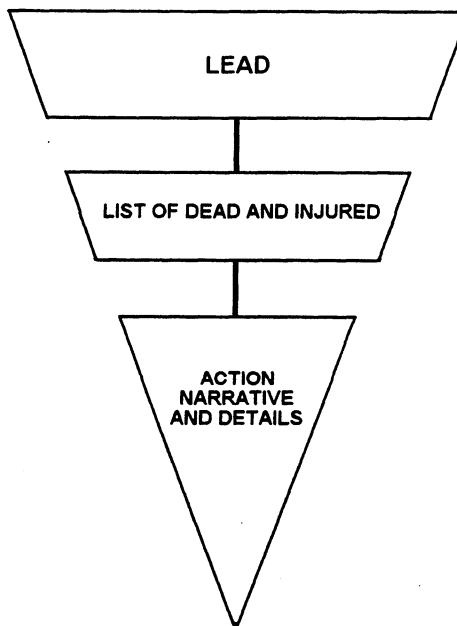 LEAD
LIST OF DEAD AND INJURED
ACTION
NARRATIVE
AND DETAILS